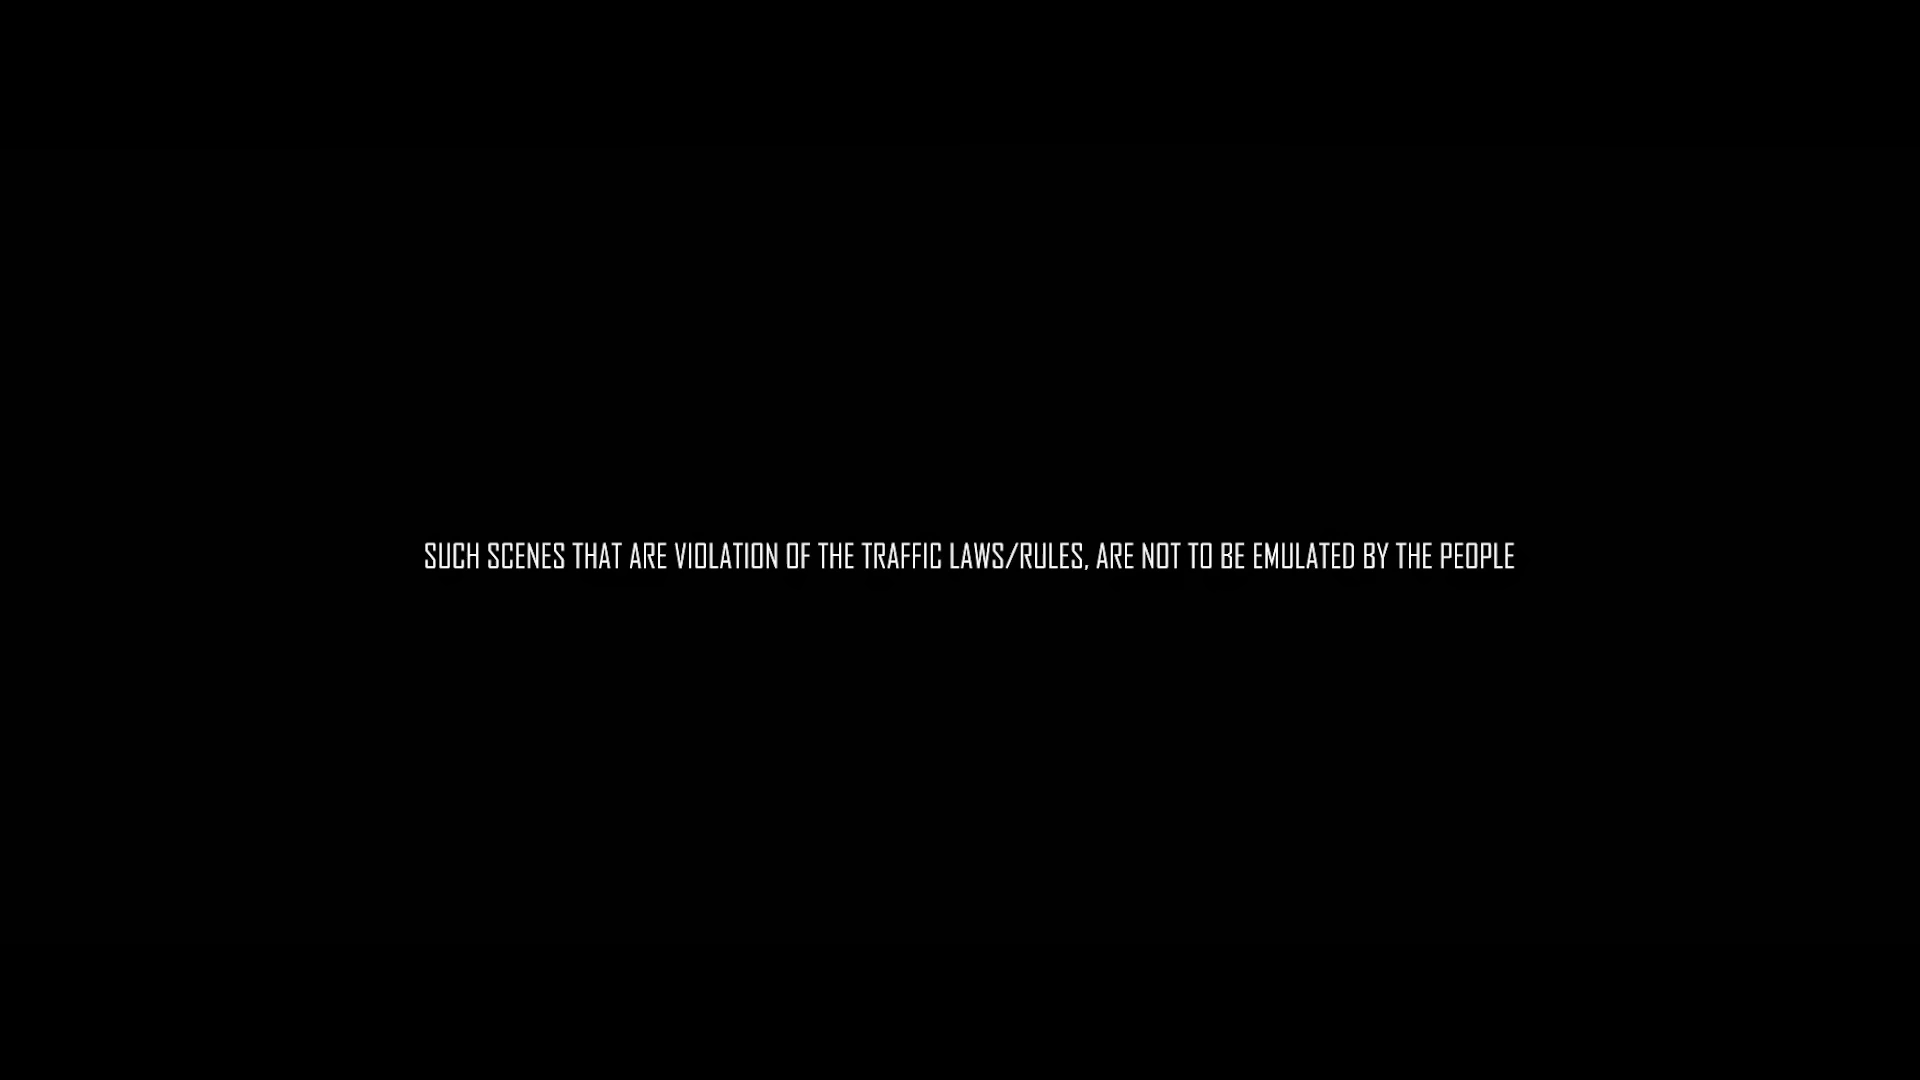 SUCH SCENES THAT ARE VIOLATION OF THE TRAFFIC LAWS/RULES, ARE NOT TO BE EMULATED BY THE PEOPLE